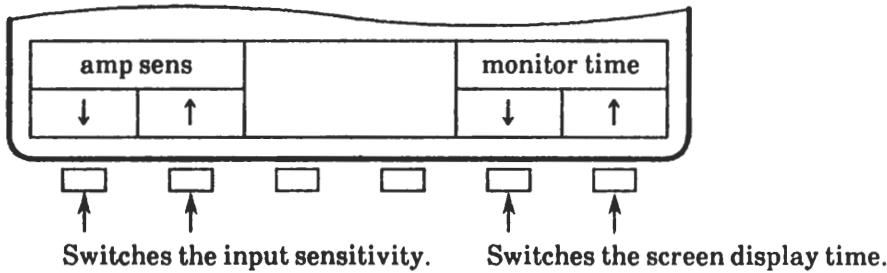 amp sens monitor time
↓ ↑ ↓ ↑
Switches the input sensitivity. Switches the screen display time.